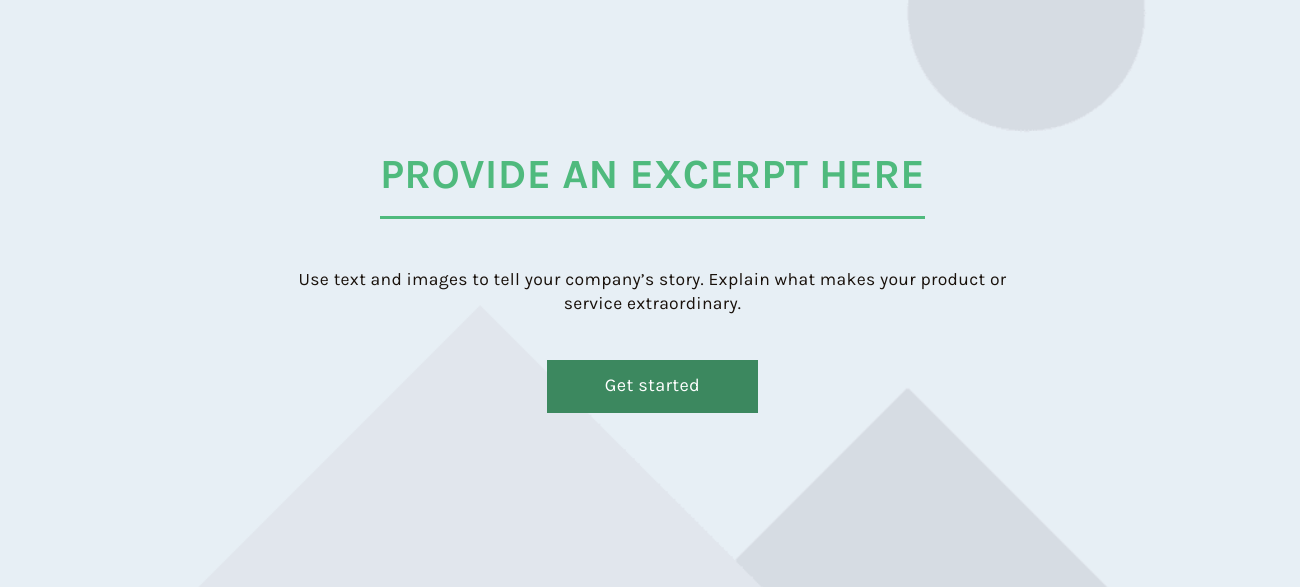 PROVIDE AN EXCERPT HERE
Use text and images to tell your company’s story. Explain what makes your product or
service extraordinary.
Get started